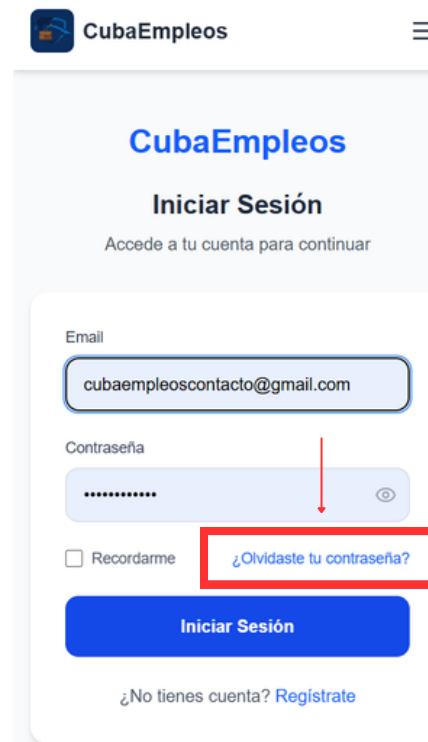 CubaEmpleos
CubaEmpleos
Iniciar Sesión
Accede a tu cuenta para continuar
Email
cubaempleoscontacto@gmail.com
Contraseña
••••••••••••
Recordarme ¿Olvidaste tu contraseña?
Iniciar Sesión
¿No tienes cuenta? Regístrate